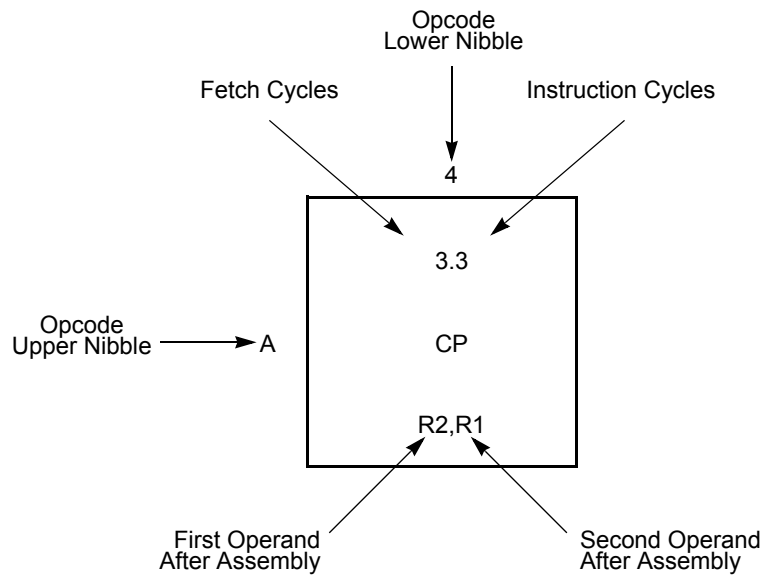 Opcode
Lower Nibble
Fetch Cycles
Instruction Cycles
4
3.3
Opcode
Upper Nibble
A
CP
R2,R1
First Operand
After Assembly
Second Operand
After Assembly